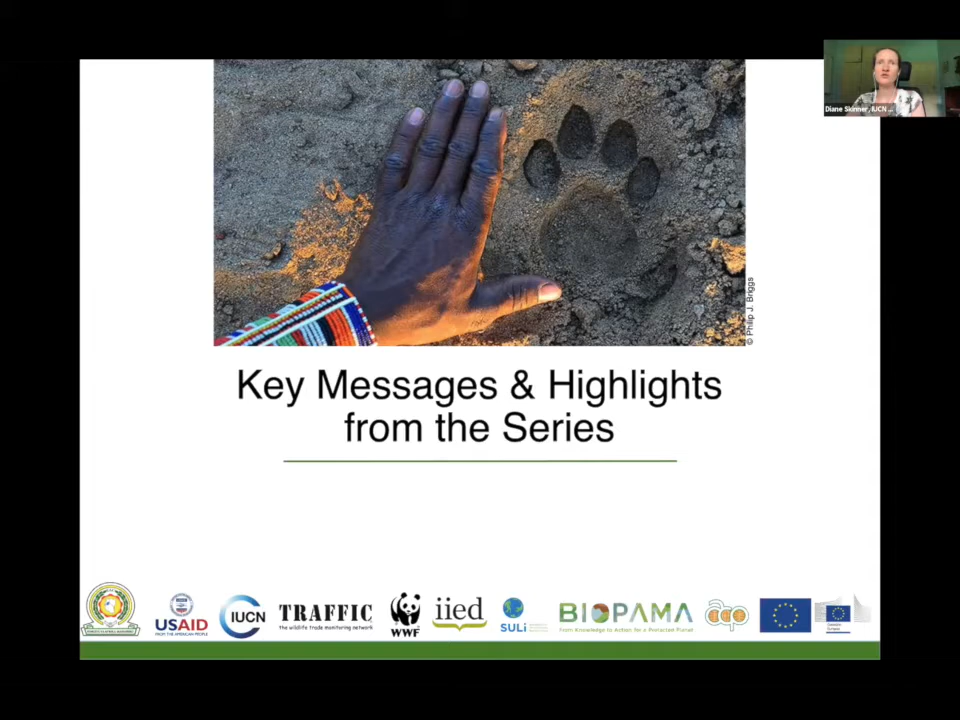 Diane Skinner, IUCN ...
© Philip J. Briggs
Key Messages & Highlights
from the Series
USAID
FROM THE AMERICAN PEOPLE
IUCN
TRAFFIC
the wildlife trade monitoring network
WWF
iied
SULi
BIOPAMA
From Knowledge to Action for a Protected Planet
acp